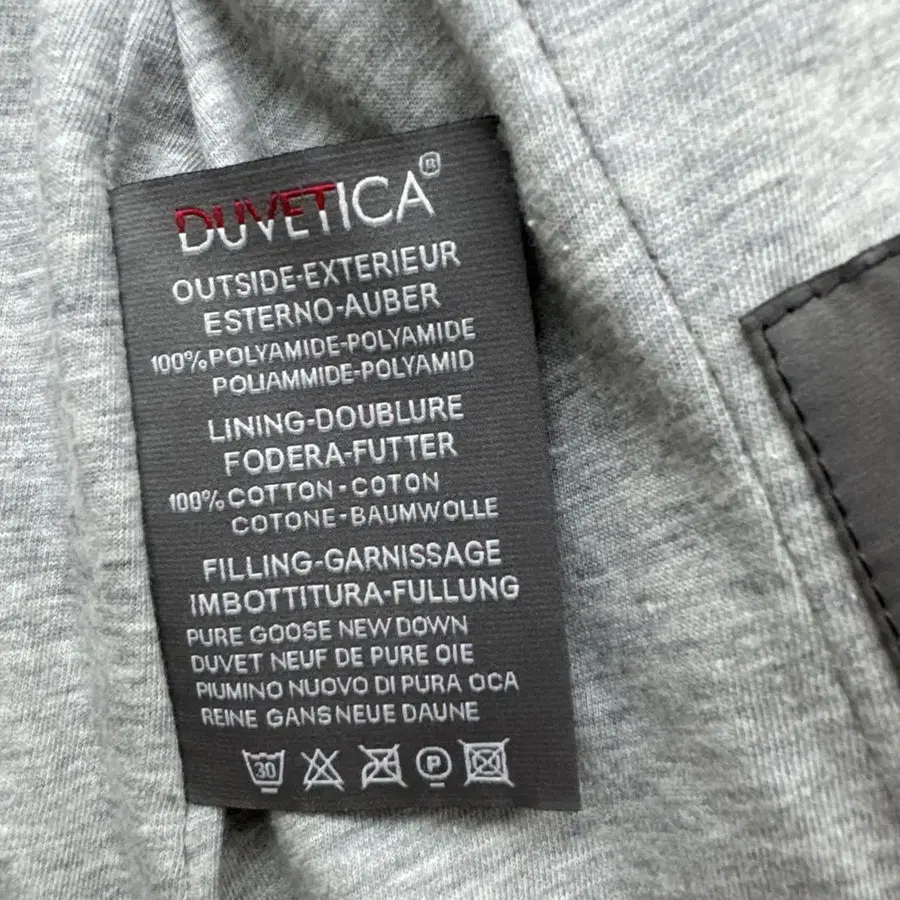 DUVETICA®
OUTSIDE-EXTERIEUR
ESTERNO-AUBER
100% POLYAMIDE-POLYAMIDE
POLIAMMIDE-POLYAMID
LINING-DOUBLURE
FODERA-FUTTER
100% COTTON-COTON
COTONE-BAUMWOLLE
FILLING-GARNISSAGE
IMBOTTITURA-FULLUNG
PURE GOOSE NEW DOWN
DUVET NEUF DE PURE OIE
PIUMINO NUOVO DI PURA OCA
REINE GANS NEUE DAUNE
30 P